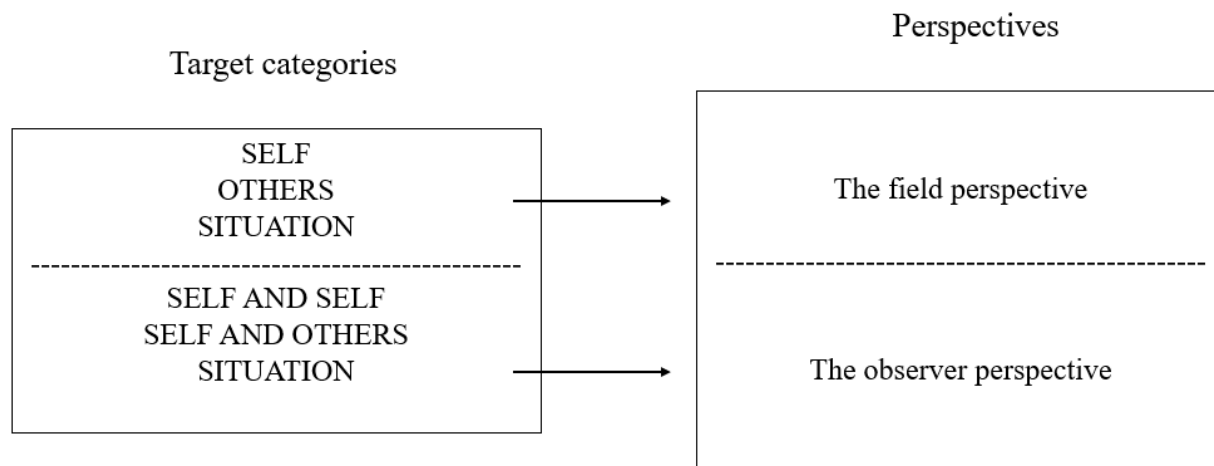 Target categories
SELF
OTHERS
SITUATION
SELF AND SELF
SELF AND OTHERS
SITUATION
Perspectives
The field perspective
The observer perspective